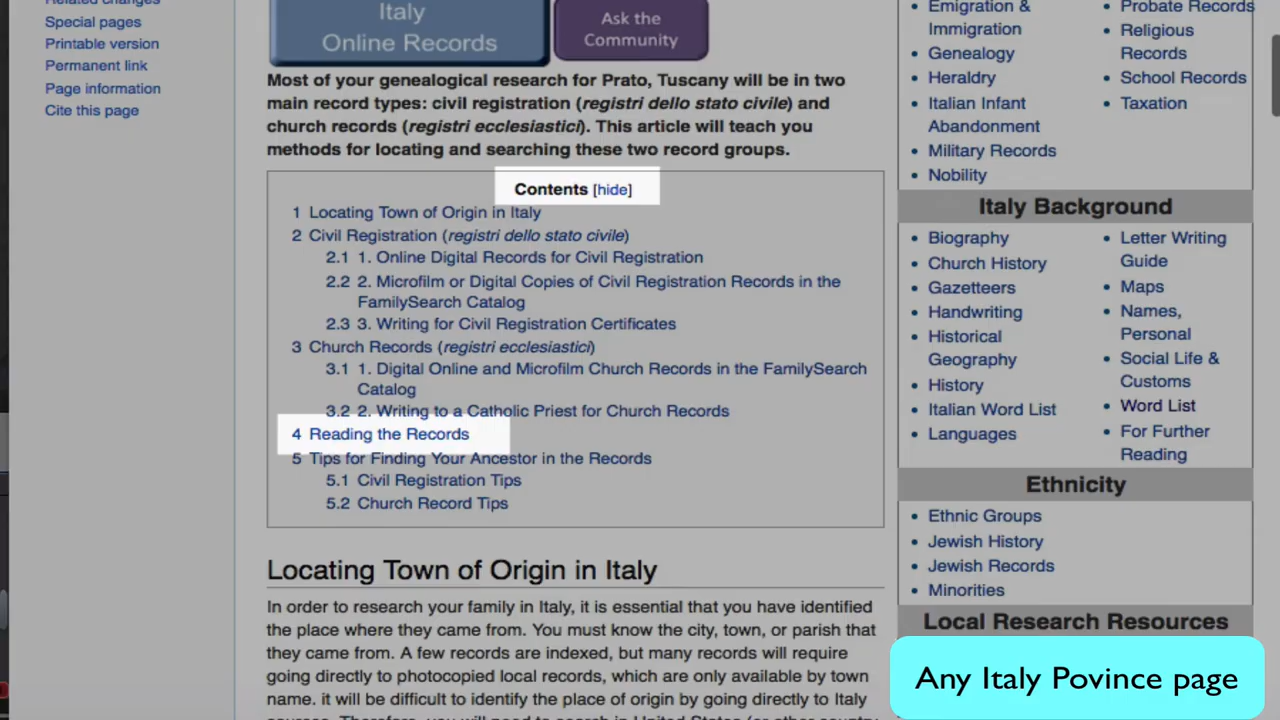 Related changes
Special pages
Printable version
Permanent link
Page information
Cite this page
Italy
Online Records
Ask the
Community
Most of your genealogical research for Prato, Tuscany will be in two
main record types: civil registration (registri dello stato civile) and
church records (registri ecclesiastici). This article will teach you
methods for locating and searching these two record groups.
Contents [hide]
1 Locating Town of Origin in Italy
2 Civil Registration (registri dello stato civile)
2.1 1. Online Digital Records for Civil Registration
2.2 2. Microfilm or Digital Copies of Civil Registration Records in the
FamilySearch Catalog
2.3 3. Writing for Civil Registration Certificates
3 Church Records (registri ecclesiastici)
3.1 1. Digital Online and Microfilm Church Records in the FamilySearch
Catalog
3.2 2. Writing to a Catholic Priest for Church Records
4 Reading the Records
5 Tips for Finding Your Ancestor in the Records
5.1 Civil Registration Tips
5.2 Church Record Tips
Locating Town of Origin in Italy
In order to research your family in Italy, it is essential that you have identified
the place where they came from. You must know the city, town, or parish that
they came from. A few records are indexed, but many records will require
going directly to photocopied local records, which are only available by town
name. it will be difficult to identify the place of origin by going directly to Italy
sources. Therefore, you will need to search in United States (or other country
Emigration &
Immigration
Genealogy
Heraldry
Italian Infant
Abandonment
Military Records
Nobility
Probate Records
Religious
Records
School Records
Taxation
Italy Background
Biography
Church History
Gazetteers
Handwriting
Historical
Geography
History
Italian Word List
Languages
Letter Writing
Guide
Maps
Names,
Personal
Social Life &
Customs
Word List
For Further
Reading
Ethnicity
Ethnic Groups
Jewish History
Jewish Records
Minorities
Local Research Resources
Any Italy Povince page